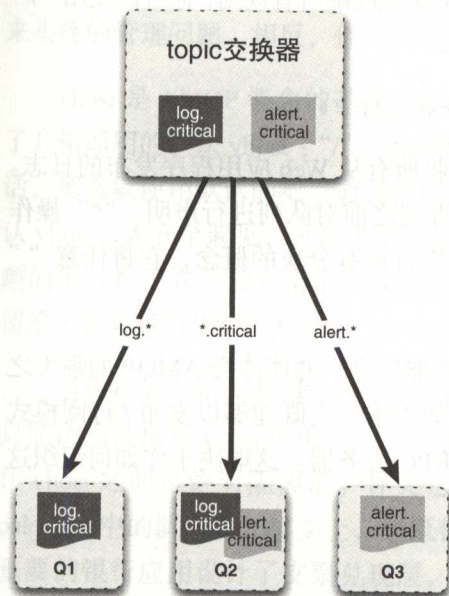 topic交换器
log.
critical
alert.
critical
log.*
*.critical
alert.*
log.
critical
Q1
log.
critical
alert.
critical
Q2
alert.
critical
Q3